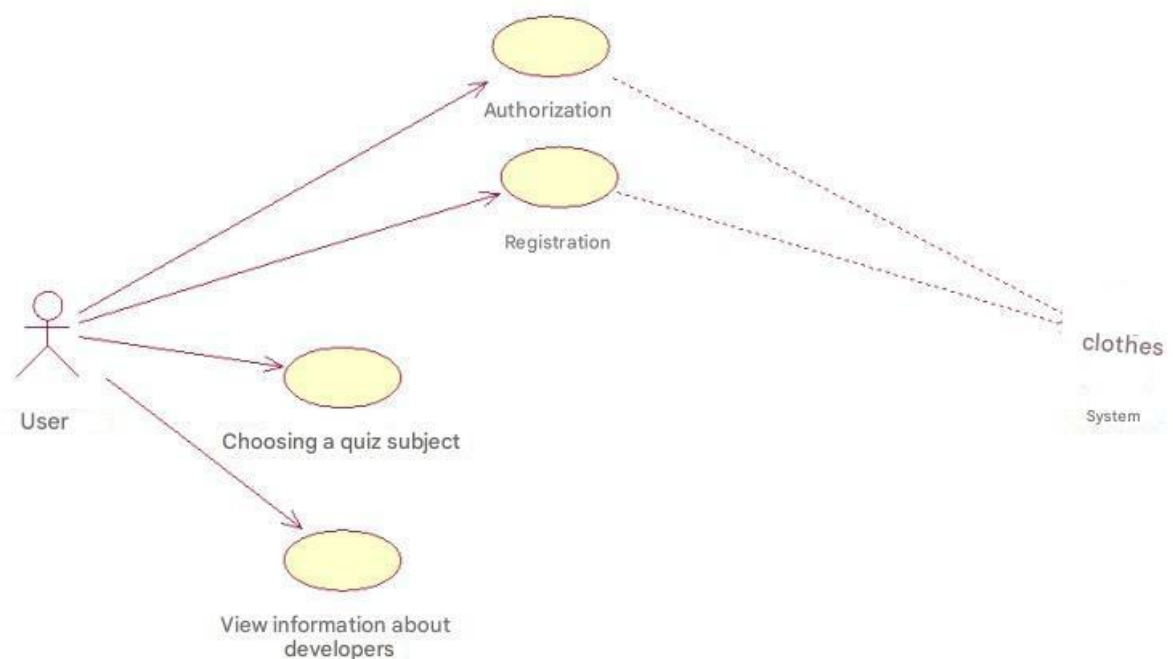 Authorization
Registration
clothes
System
User
Choosing a quiz subject
View information about
developers